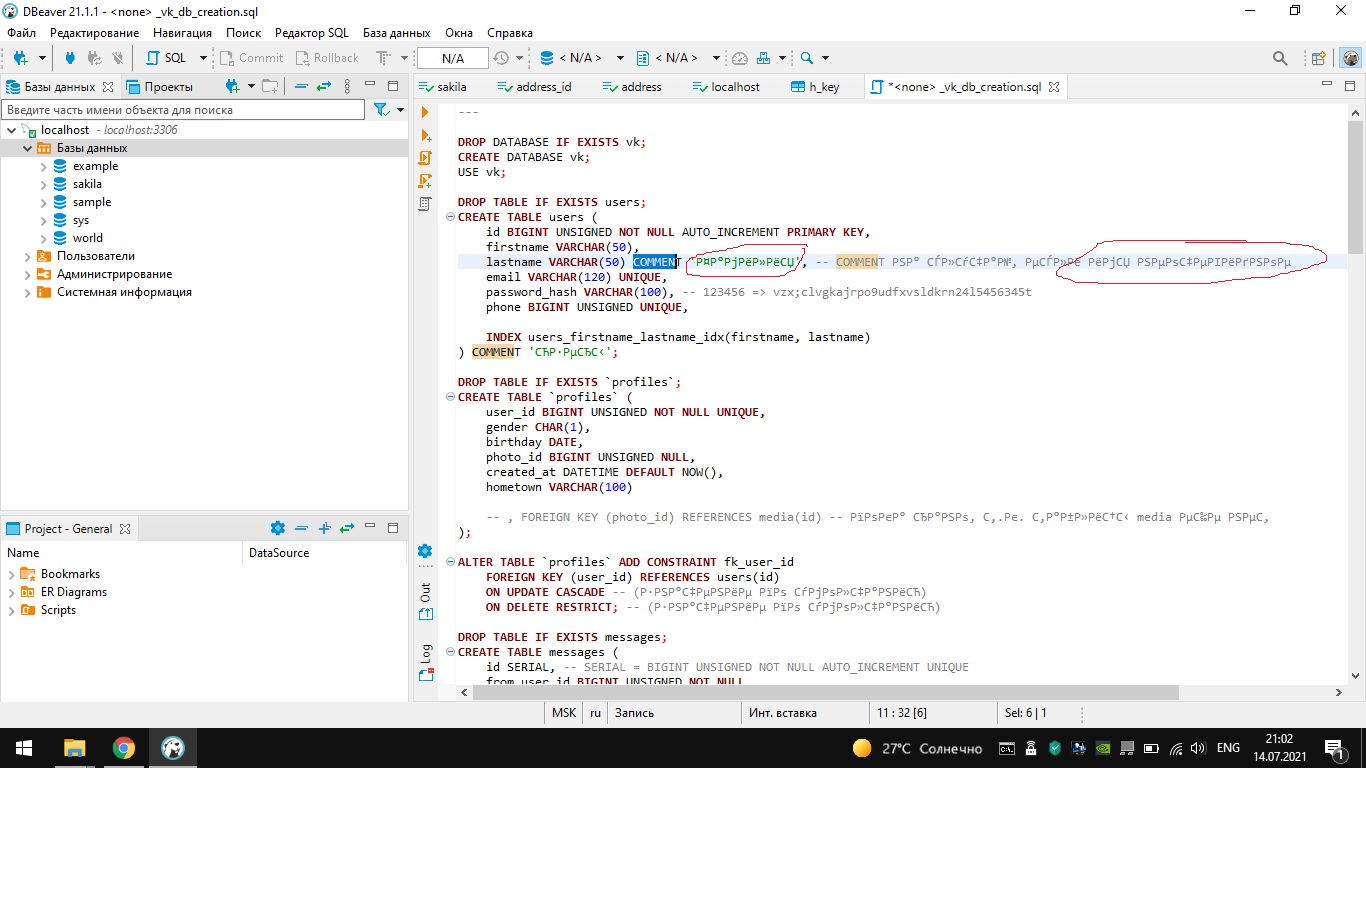 DBeaver 21.1.1 - <none> _vk_db_creation.sql
Файл Редактирование Навигация Поиск Редактор SQL База данных Окна Справка
SQL Commit Rollback N/A < N/A > < N/A >
Базы данных Проекты
Введите часть имени объекта для поиска
localhost - localhost:3306
Базы данных
example
sakila
sample
sys
world
Пользователи
Администрирование
Системная информация
Project - General
Name DataSource
Bookmarks
ER Diagrams
Scripts
sakila address_id address localhost h_key *<none> _vk_db_creation.sql
---
DROP DATABASE IF EXISTS vk;
CREATE DATABASE vk;
USE vk;
DROP TABLE IF EXISTS users;
CREATE TABLE users (
id BIGINT UNSIGNED NOT NULL AUTO_INCREMENT PRIMARY KEY,
firstname VARCHAR(50),
lastname VARCHAR(50) COMMENT 'Р¤Р°РјРёР»РёСЏ', -- COMMENT РЅР° СЃР»СѓС‡Р°Р№, РµСЃР»Рё РёРјСЏ РЅРµРѕС‡РµРІРёРґРЅРѕРµ
email VARCHAR(120) UNIQUE,
password_hash VARCHAR(100), -- 123456 => vzx;clvgkajrpo9udfxvsldkrn24l5456345t
phone BIGINT UNSIGNED UNIQUE,
INDEX users_firstname_lastname_idx(firstname, lastname)
) COMMENT 'СЋР·РµСЂС‹';
DROP TABLE IF EXISTS `profiles`;
CREATE TABLE `profiles` (
user_id BIGINT UNSIGNED NOT NULL UNIQUE,
gender CHAR(1),
birthday DATE,
photo_id BIGINT UNSIGNED NULL,
created_at DATETIME DEFAULT NOW(),
hometown VARCHAR(100)
-- , FOREIGN KEY (photo_id) REFERENCES media(id) -- РїРѕРєР° СЂР°РЅРѕ, С‚.Рє. С‚Р°Р±Р»РёС†С‹ media РµС‰Рµ РЅРµС‚
);
ALTER TABLE `profiles` ADD CONSTRAINT fk_user_id
FOREIGN KEY (user_id) REFERENCES users(id)
ON UPDATE CASCADE -- (Р·РЅР°С‡РµРЅРёРµ РїРѕ СѓРјРѕР»С‡Р°РЅРёСЋ)
ON DELETE RESTRICT; -- (Р·РЅР°С‡РµРЅРёРµ РїРѕ СѓРјРѕР»С‡Р°РЅРёСЋ)
DROP TABLE IF EXISTS messages;
CREATE TABLE messages (
id SERIAL, -- SERIAL = BIGINT UNSIGNED NOT NULL AUTO_INCREMENT UNIQUE
from_user_id BIGINT UNSIGNED NOT NULL
Out
Log
MSK ru Запись Инт. вставка 11 : 32 [6] Sel: 6 | 1
27°C Солнечно ENG 21:02
14.07.2021
1